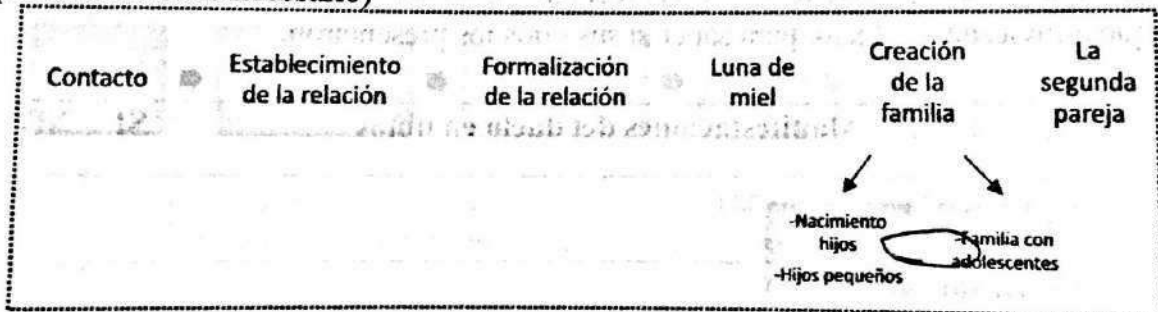 Contacto
Establecimiento
de la relación
Formalización
de la relación
Luna de
miel
Creación
de la
familia
La
segunda
pareja
-Nacimiento
hijos
-Hijos pequeños
-Familia con
adolescentes